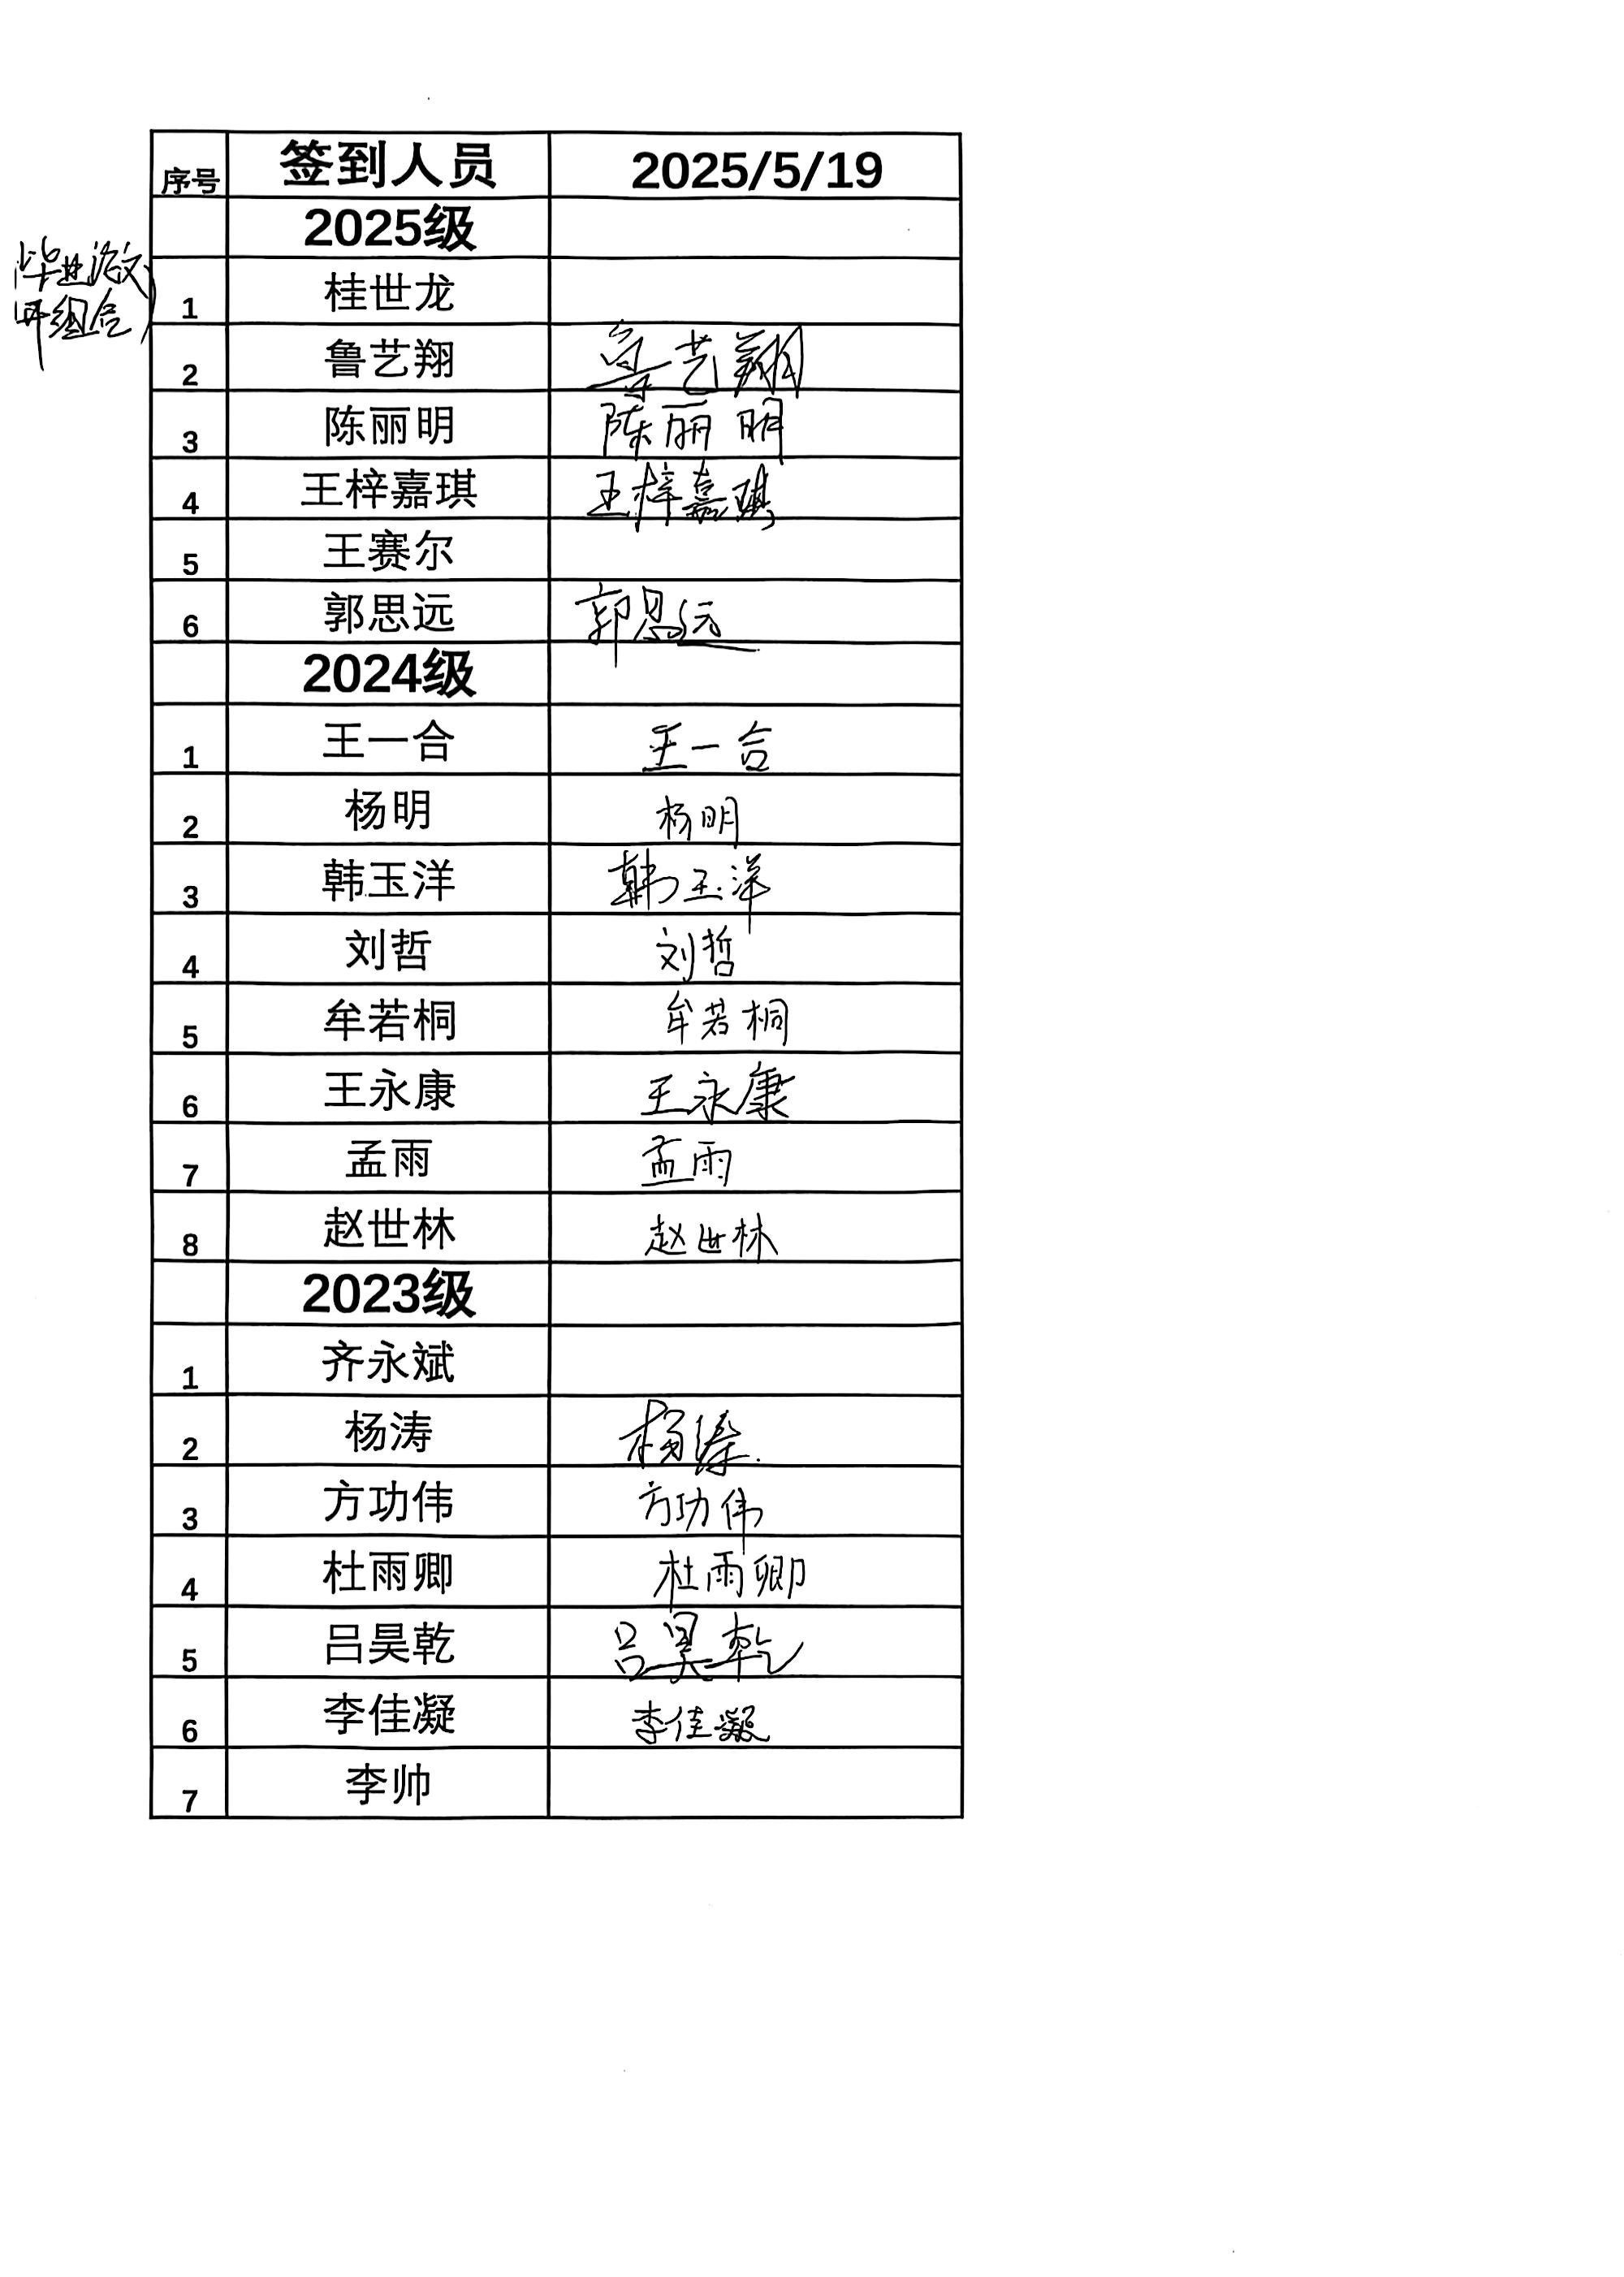 序号 签到人员 2025/5/19
2025级
(毕业论文
组会)
1 桂世龙
2 鲁艺翔 鲁艺翔
3 陈丽明 陈丽明
4 王梓嘉琪 王梓嘉琪
5 王赛尔
6 郭思远 郭思远
2024级
1 王一合 王一合
2 杨明 杨明
3 韩玉洋 韩玉洋
4 刘哲 刘哲
5 牟若桐 牟若桐
6 王永康 王永康
7 孟雨 孟雨
8 赵世林 赵世林
2023级
1 齐永斌
2 杨涛 杨涛
3 方功伟 方功伟
4 杜雨卿 杜雨卿
5 吕昊乾 吕昊乾
6 李佳凝 李佳凝
7 李帅